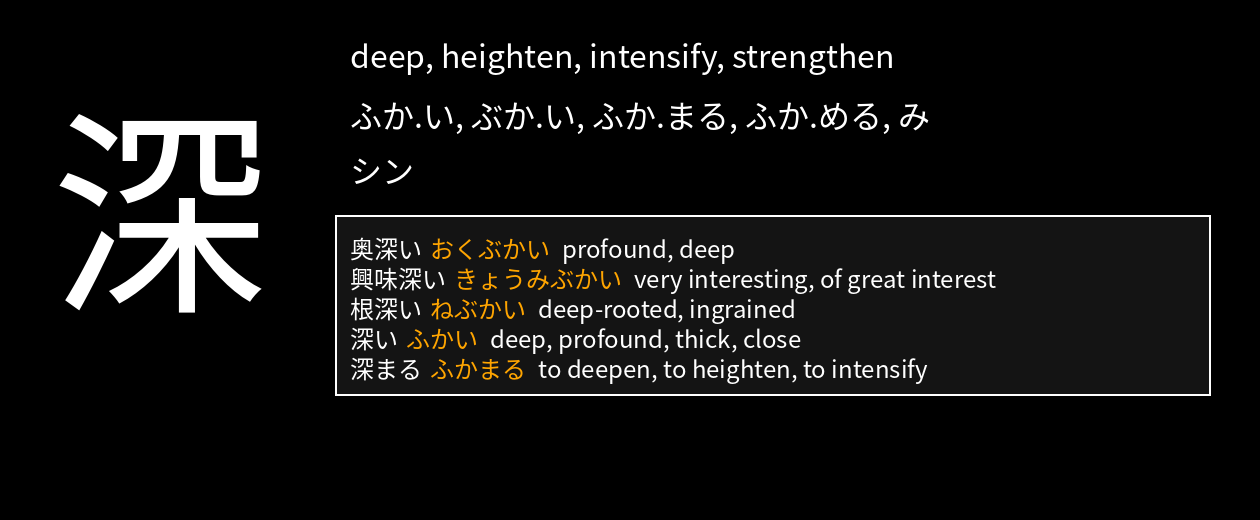 深
deep, heighten, intensify, strengthen
ふか.い, ぶか.い, ふか.まる, ふか.める, み
シン
奥深い おくぶかい profound, deep
興味深い きょうみぶかい very interesting, of great interest
根深い ねぶかい deep-rooted, ingrained
深い ふかい deep, profound, thick, close
深まる ふかまる to deepen, to heighten, to intensify